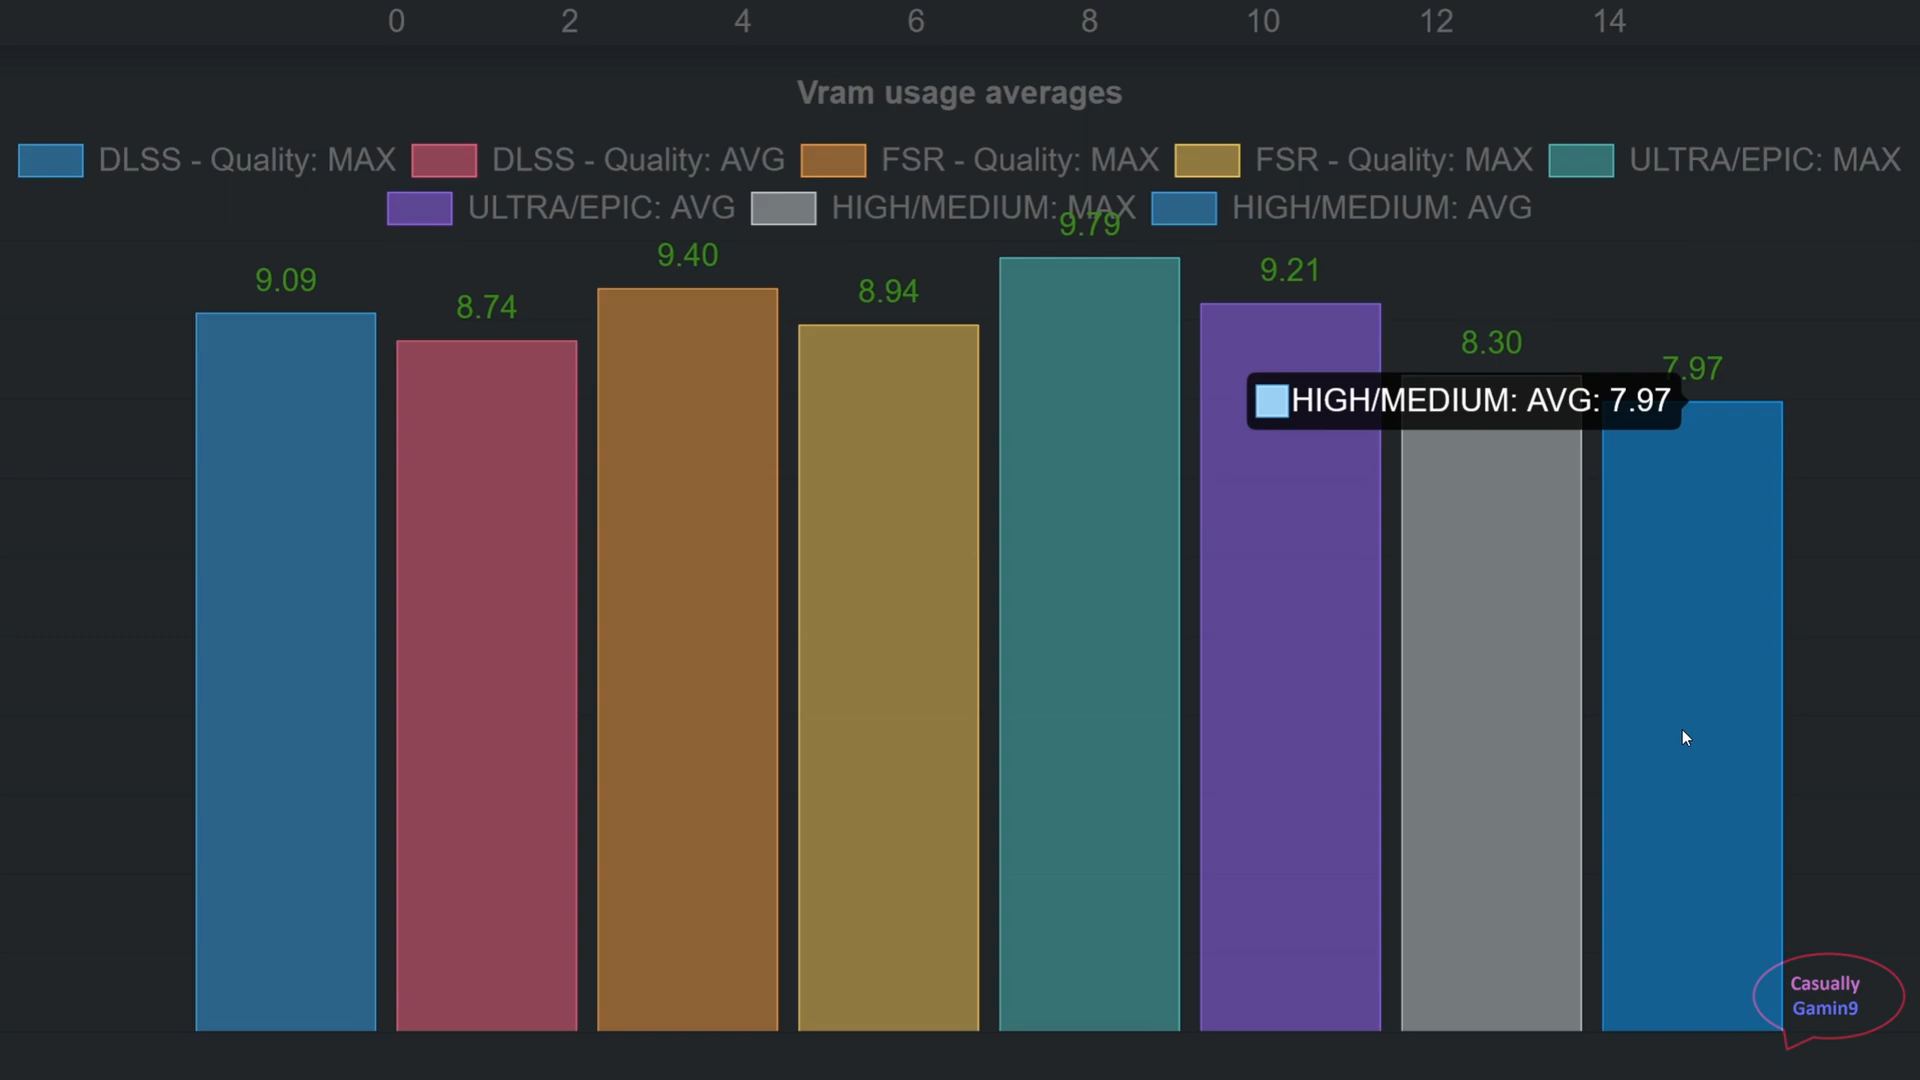 0 2 4 6 8 10 12 14
Vram usage averages
DLSS - Quality: MAX DLSS - Quality: AVG FSR - Quality: MAX FSR - Quality: MAX ULTRA/EPIC: MAX
ULTRA/EPIC: AVG HIGH/MEDIUM: MAX HIGH/MEDIUM: AVG
9.09 8.74 9.40 8.94 9.79 9.21 8.30 7.97
HIGH/MEDIUM: AVG: 7.97
Casually
Gamin9